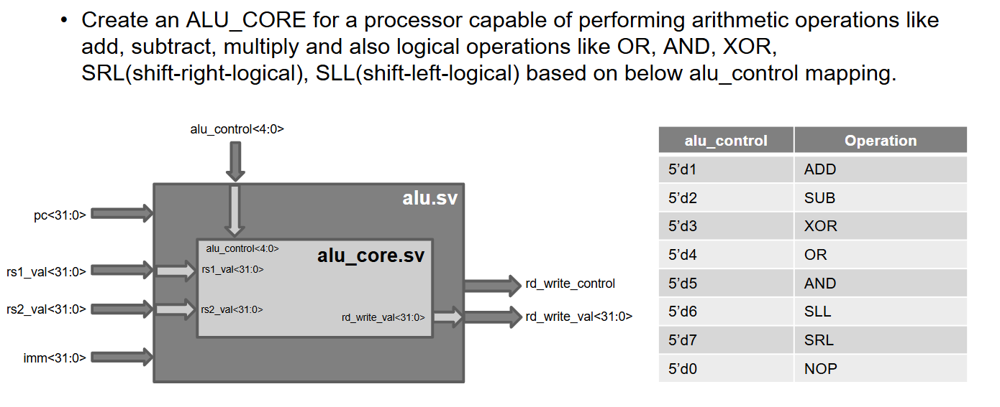 • Create an ALU_CORE for a processor capable of performing arithmetic operations like
add, subtract, multiply and also logical operations like OR, AND, XOR,
SRL(shift-right-logical), SLL(shift-left-logical) based on below alu_control mapping.
alu_control<4:0>
alu.sv
pc<31:0>
alu_control<4:0>
alu_core.sv
rs1_val<31:0>
rs1_val<31:0>
rs2_val<31:0>
rs2_val<31:0>
rd_write_val<31:0>
rd_write_control
rd_write_val<31:0>
imm<31:0>
alu_control Operation
5’d1 ADD
5’d2 SUB
5’d3 XOR
5’d4 OR
5’d5 AND
5’d6 SLL
5’d7 SRL
5’d0 NOP